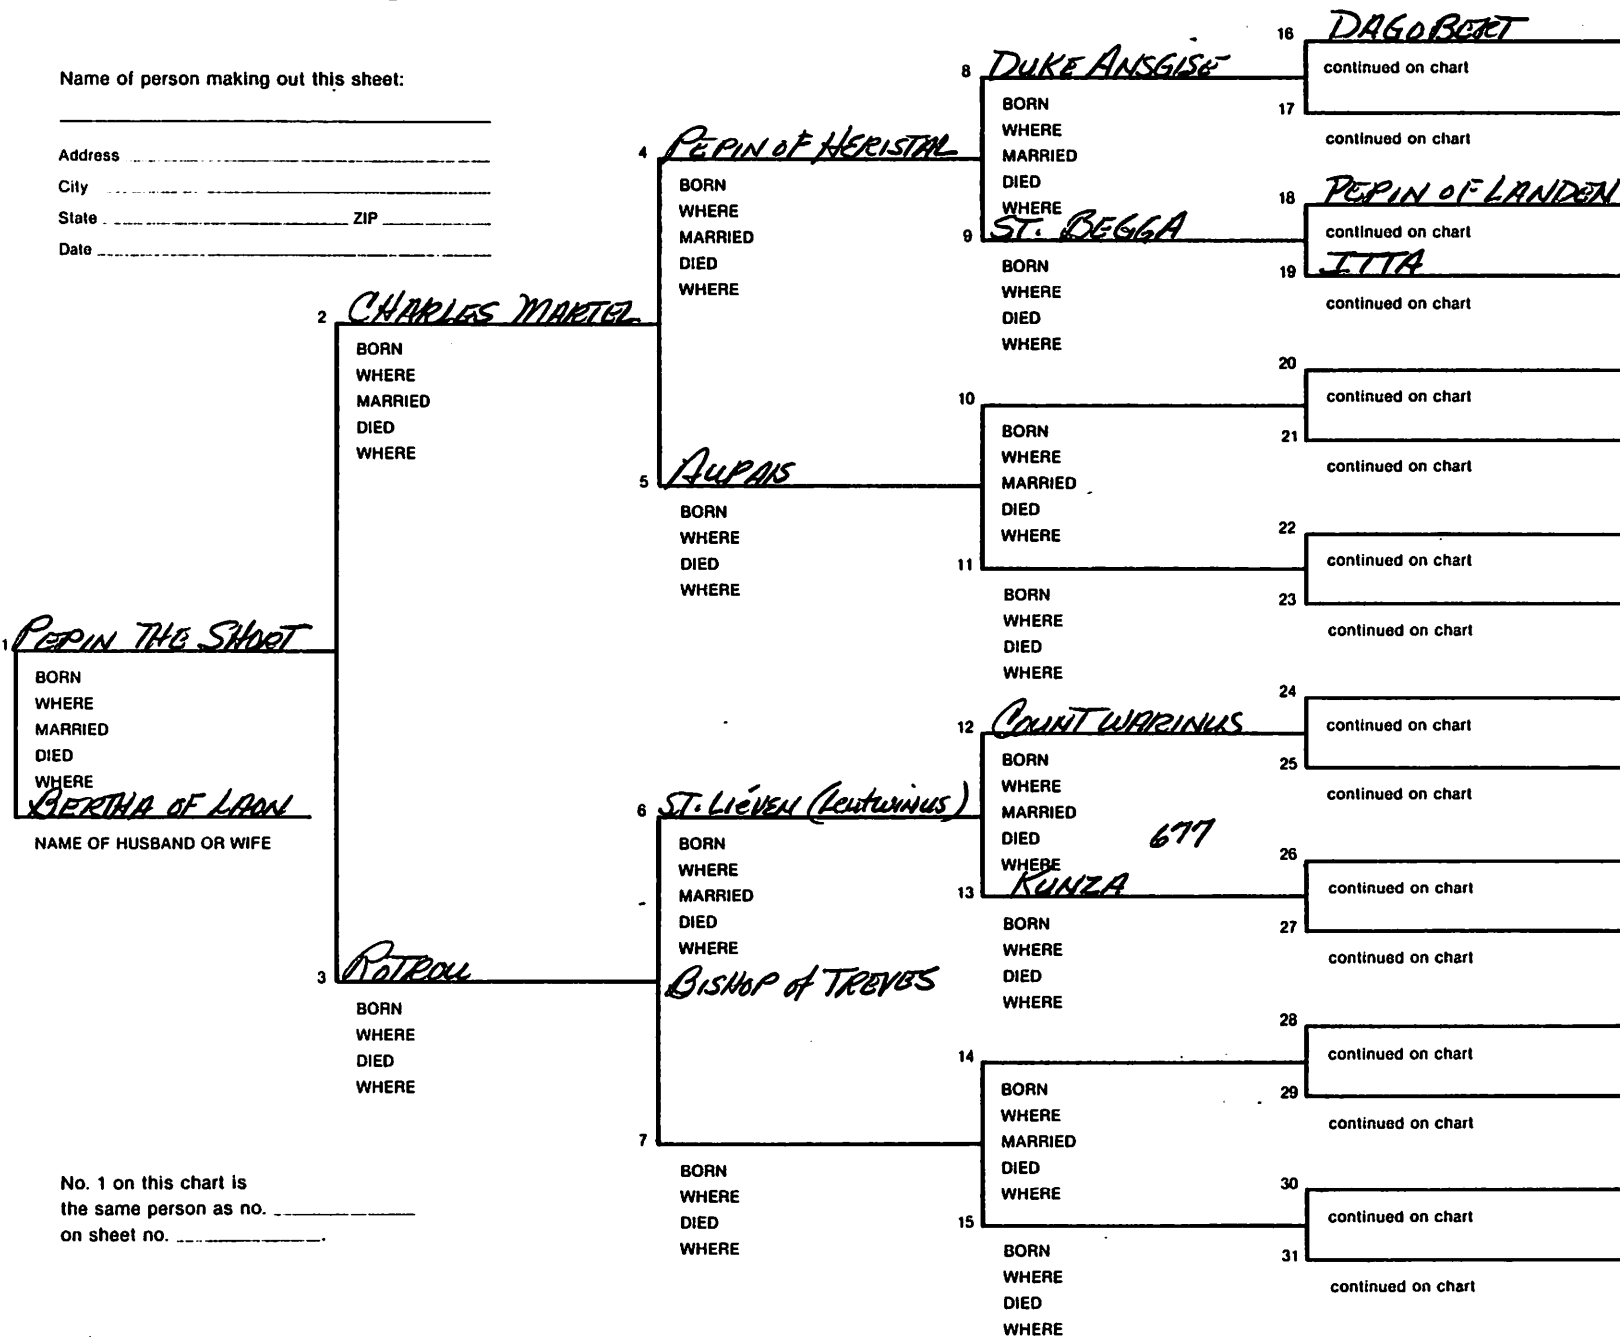 Name of person making out this sheet:
Address
City
State ZIP
Date
1 PEPIN THE SHORT
BORN
WHERE
MARRIED
DIED
WHERE
BERTHA OF LAON
NAME OF HUSBAND OR WIFE
No. 1 on this chart is
the same person as no.
on sheet no. .
2 CHARLES MARTEL
BORN
WHERE
MARRIED
DIED
WHERE
3 ROTROU
BORN
WHERE
DIED
WHERE
4 PEPIN OF HERISTAL
BORN
WHERE
MARRIED
DIED
WHERE
5 AUPAIS
BORN
WHERE
DIED
WHERE
6 ST. LIÉVEN (Leutwinus)
BORN
WHERE
MARRIED
DIED
WHERE
BISHOP of TREVES
7
BORN
WHERE
DIED
WHERE
8 DUKE ANSGISE
BORN
WHERE
MARRIED
DIED
WHERE
9 ST. BEGGA
BORN
WHERE
DIED
WHERE
10
BORN
WHERE
MARRIED
DIED
WHERE
11
BORN
WHERE
DIED
WHERE
12 COUNT WARINUS
BORN
WHERE
MARRIED
DIED 677
WHERE
13 KUNZA
BORN
WHERE
DIED
WHERE
14
BORN
WHERE
MARRIED
DIED
WHERE
15
BORN
WHERE
DIED
WHERE
16 DAGOBERT
continued on chart
17
continued on chart
18 PEPIN OF LANDEN
continued on chart
19 ITTA
continued on chart
20
continued on chart
21
continued on chart
22
continued on chart
23
continued on chart
24
continued on chart
25
continued on chart
26
continued on chart
27
continued on chart
28
continued on chart
29
continued on chart
30
continued on chart
31
continued on chart